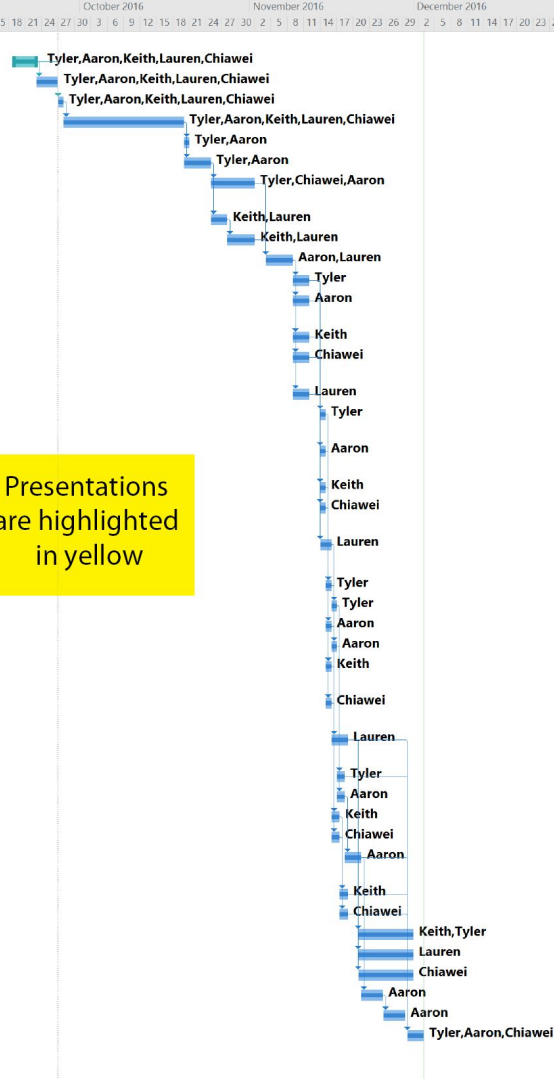 October 2016 November 2016 December 2016
5 18 21 24 27 30 3 6 9 12 15 18 21 24 27 30 2 5 8 11 14 17 20 23 26 29 2 5 8 11 14 17 20 23 26 29
Tyler,Aaron,Keith,Lauren,Chiawei
Tyler,Aaron,Keith,Lauren,Chiawei
Tyler,Aaron,Keith,Lauren,Chiawei
Tyler,Aaron,Keith,Lauren,Chiawei
Tyler,Aaron
Tyler,Aaron
Tyler,Chiawei,Aaron
Keith,Lauren
Keith,Lauren
Aaron,Lauren
Tyler
Aaron
Keith
Chiawei
Lauren
Tyler
Aaron
Keith
Chiawei
Lauren
Presentations
are highlighted
in yellow
Tyler
Tyler
Aaron
Aaron
Keith
Chiawei
Lauren
Tyler
Aaron
Keith
Chiawei
Aaron
Keith
Chiawei
Keith,Tyler
Lauren
Chiawei
Aaron
Aaron
Tyler,Aaron,Chiawei